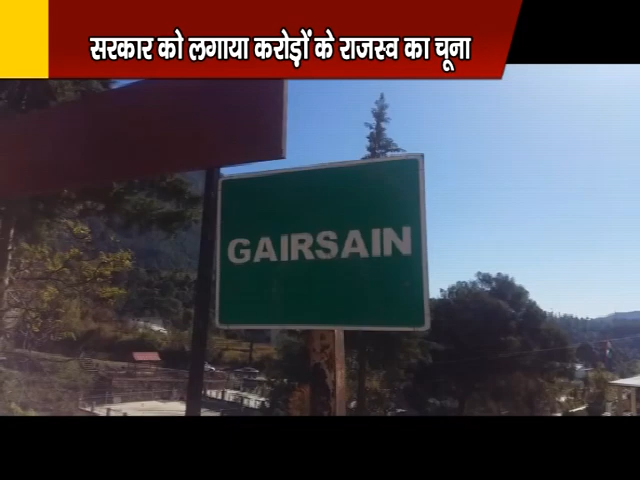 सरकार को लगाया करोड़ों के राजस्व का चूना
GAIRSAIN